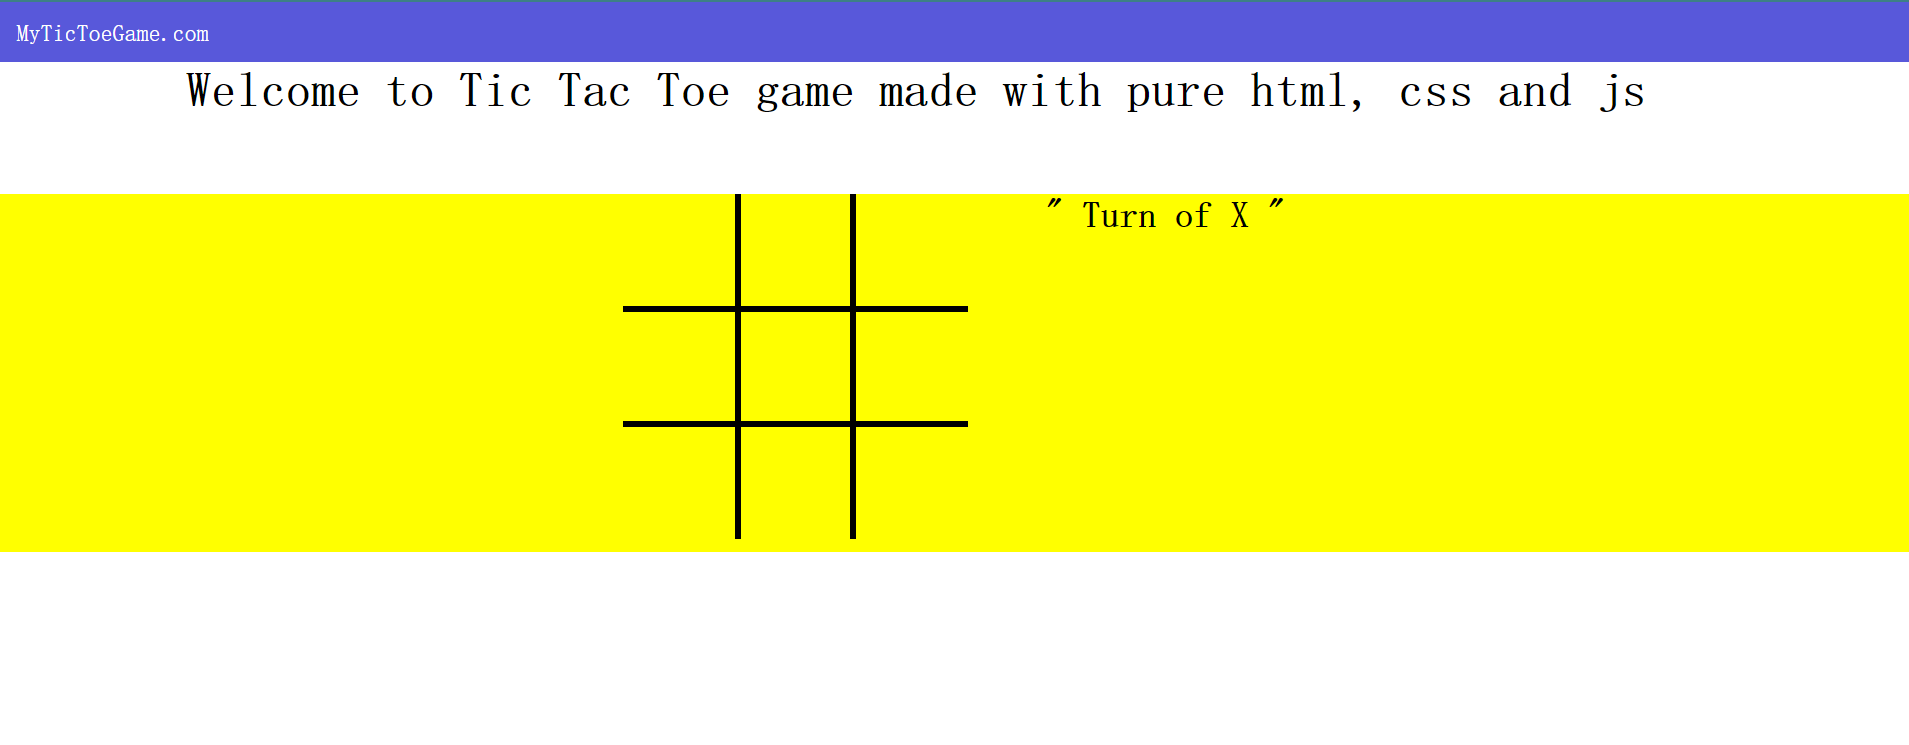 MyTicToeGame.com
Welcome to Tic Tac Toe game made with pure html, css and js
" Turn of X "